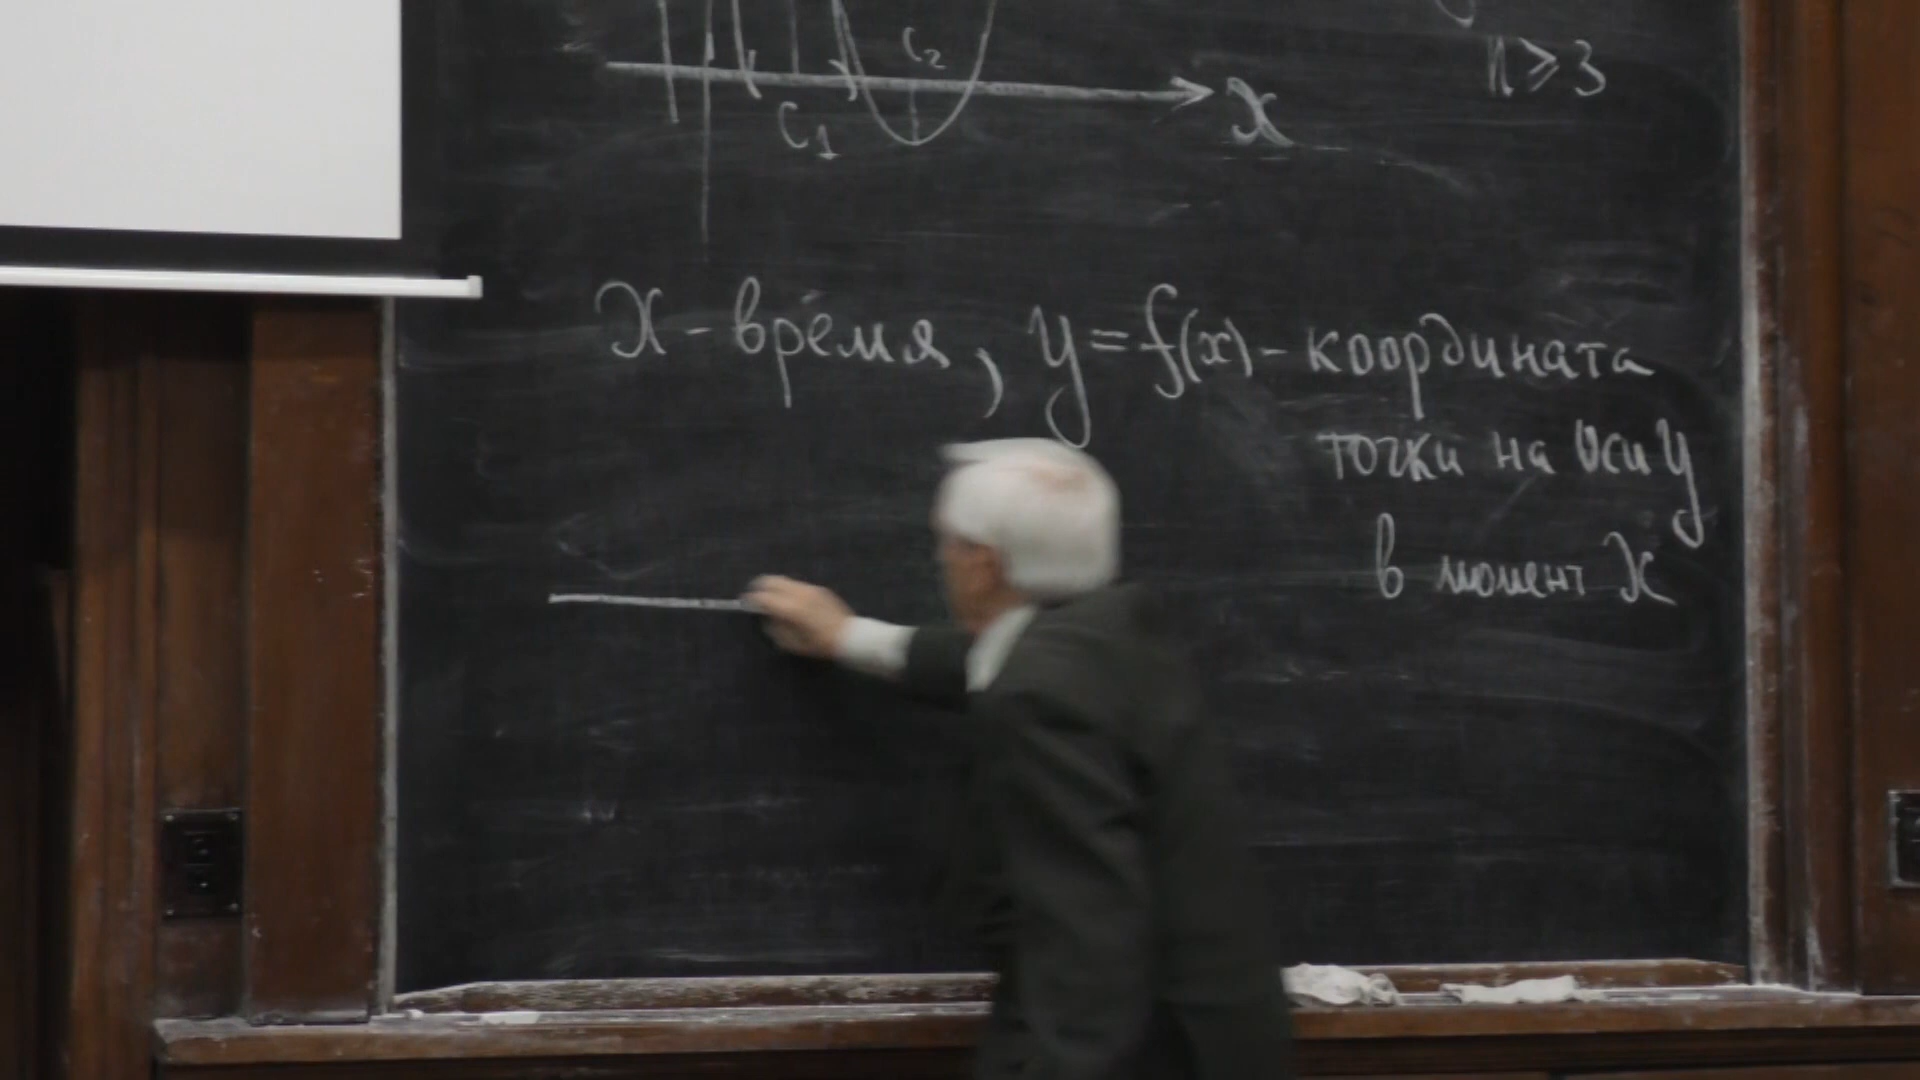 C₂
n ≥ 3
C₁
x
x - время, y = f(x) - координата
точки на оси y
в момент x